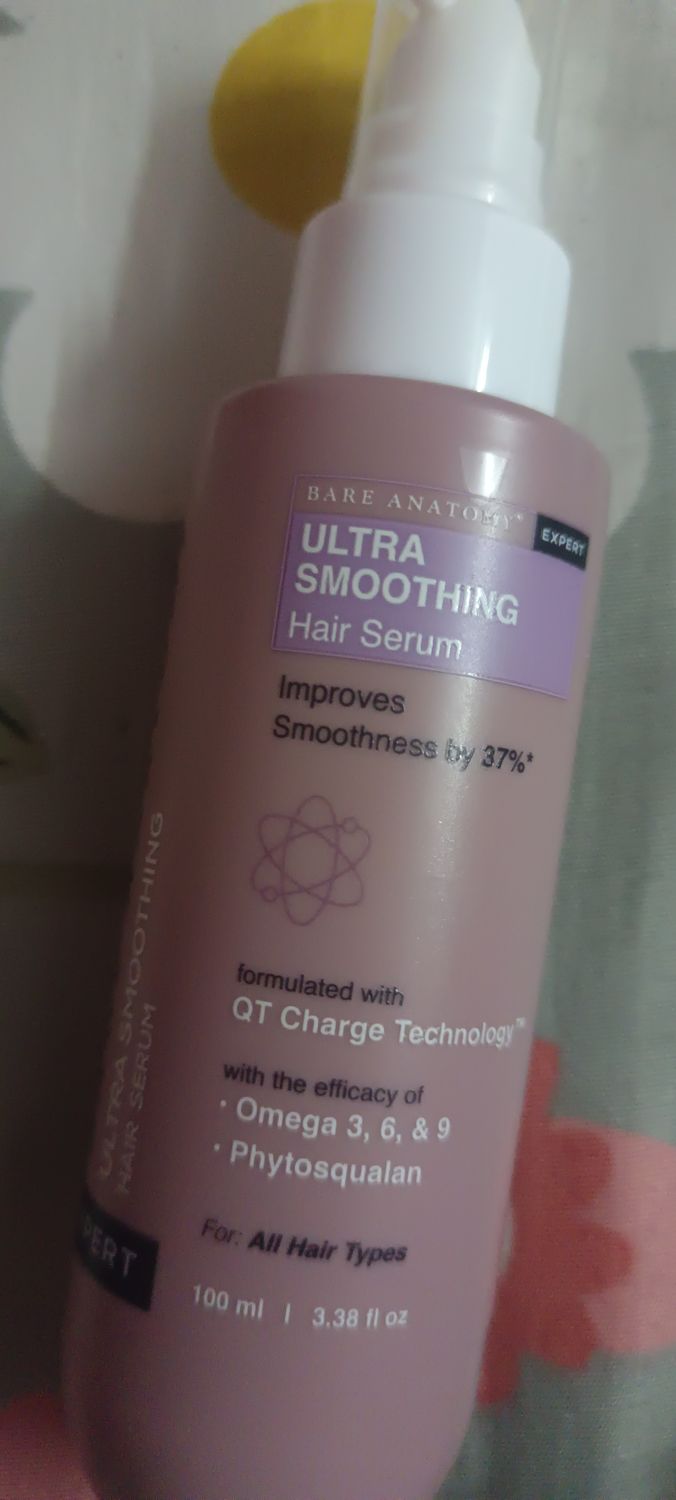 BARE ANATOMY™
EXPERT
ULTRA
SMOOTHING
Hair Serum
Improves
Smoothness by 37%*
formulated with
QT Charge Technology™
with the efficacy of
· Omega 3, 6, & 9
· Phytosqualan
For: All Hair Types
100 ml | 3.38 fl oz
ULTRA SMOOTHING
HAIR SERUM
PERT